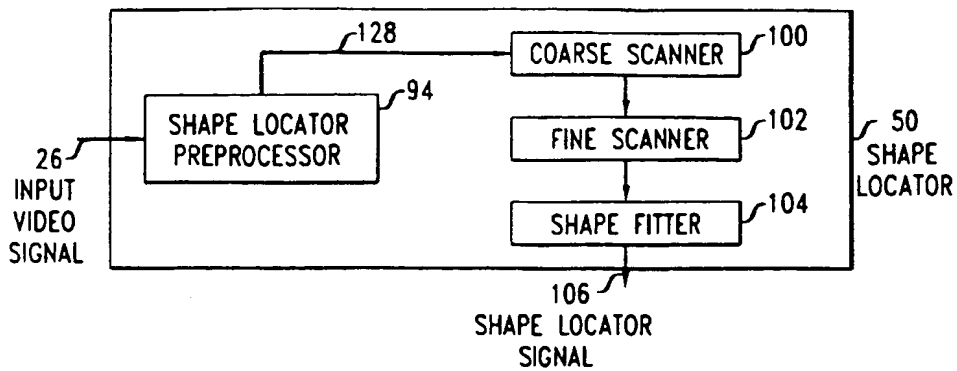 128
COARSE SCANNER
100
94
SHAPE LOCATOR
PREPROCESSOR
FINE SCANNER
102
50
SHAPE
LOCATOR
26
INPUT
VIDEO
SIGNAL
SHAPE FITTER
104
106
SHAPE LOCATOR
SIGNAL